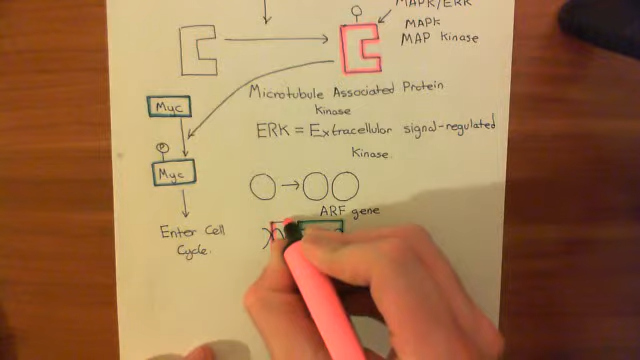 MAPK/ERK
MAPK
MAP Kinase
Microtubule Associated Protein
Kinase
ERK = Extracellular signal-regulated
Kinase.
Myc
P
Myc
Enter Cell
Cycle.
ARF gene